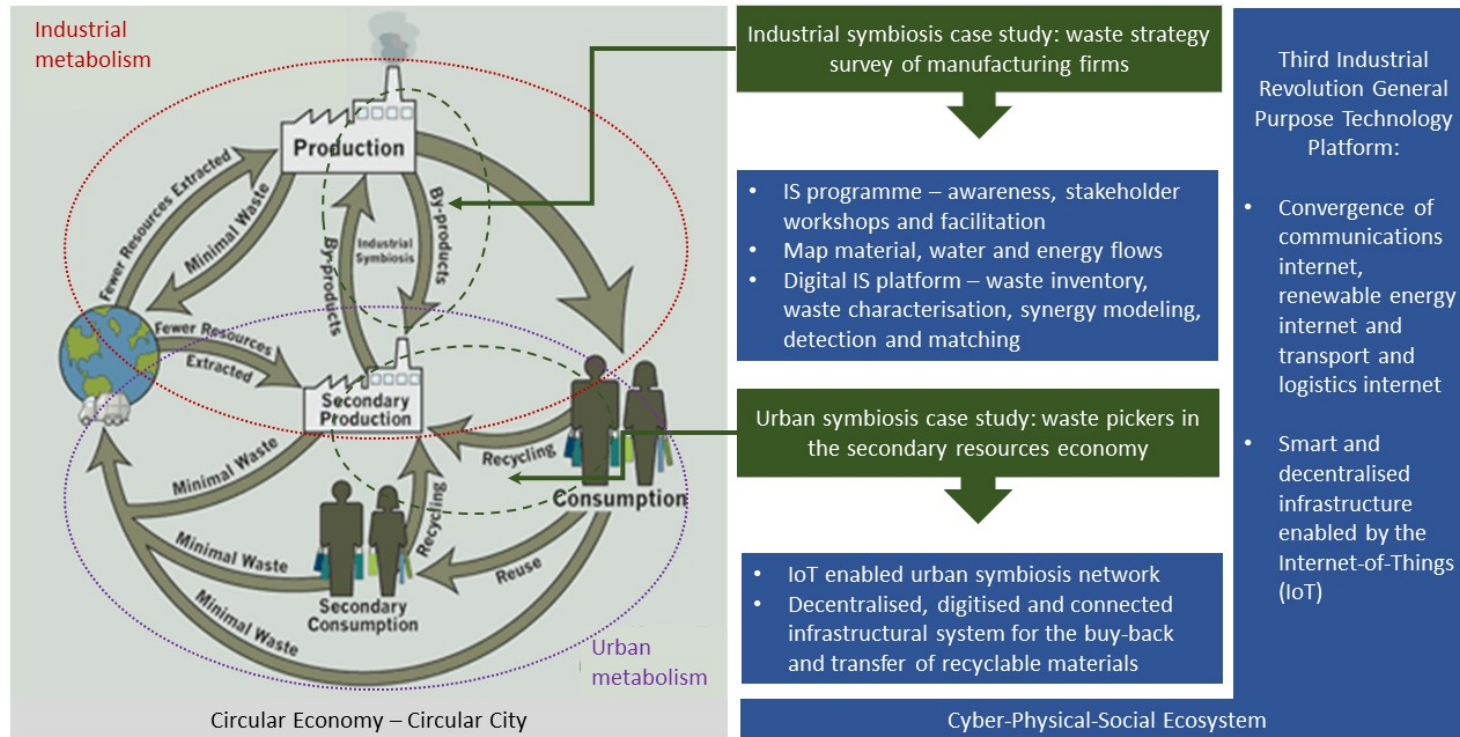 Industrial
metabolism
Production
Fewer Resources Extracted
Minimal Waste
By-products
Industrial
Symbiosis
By-products
Fewer Resources
Extracted
Secondary
Production
Recycling
Consumption
Minimal Waste
Recycling
Minimal Waste
Reuse
Secondary
Consumption
Minimal Waste
Urban
metabolism
Circular Economy – Circular City
Industrial symbiosis case study: waste strategy
survey of manufacturing firms
• IS programme – awareness, stakeholder
workshops and facilitation
• Map material, water and energy flows
• Digital IS platform – waste inventory,
waste characterisation, synergy modeling,
detection and matching
Urban symbiosis case study: waste pickers in
the secondary resources economy
• IoT enabled urban symbiosis network
• Decentralised, digitised and connected
infrastructural system for the buy-back
and transfer of recyclable materials
Third Industrial
Revolution General
Purpose Technology
Platform:
• Convergence of
communications
internet,
renewable energy
internet and
transport and
logistics internet
• Smart and
decentralised
infrastructure
enabled by the
Internet-of-Things
(IoT)
Cyber-Physical-Social Ecosystem